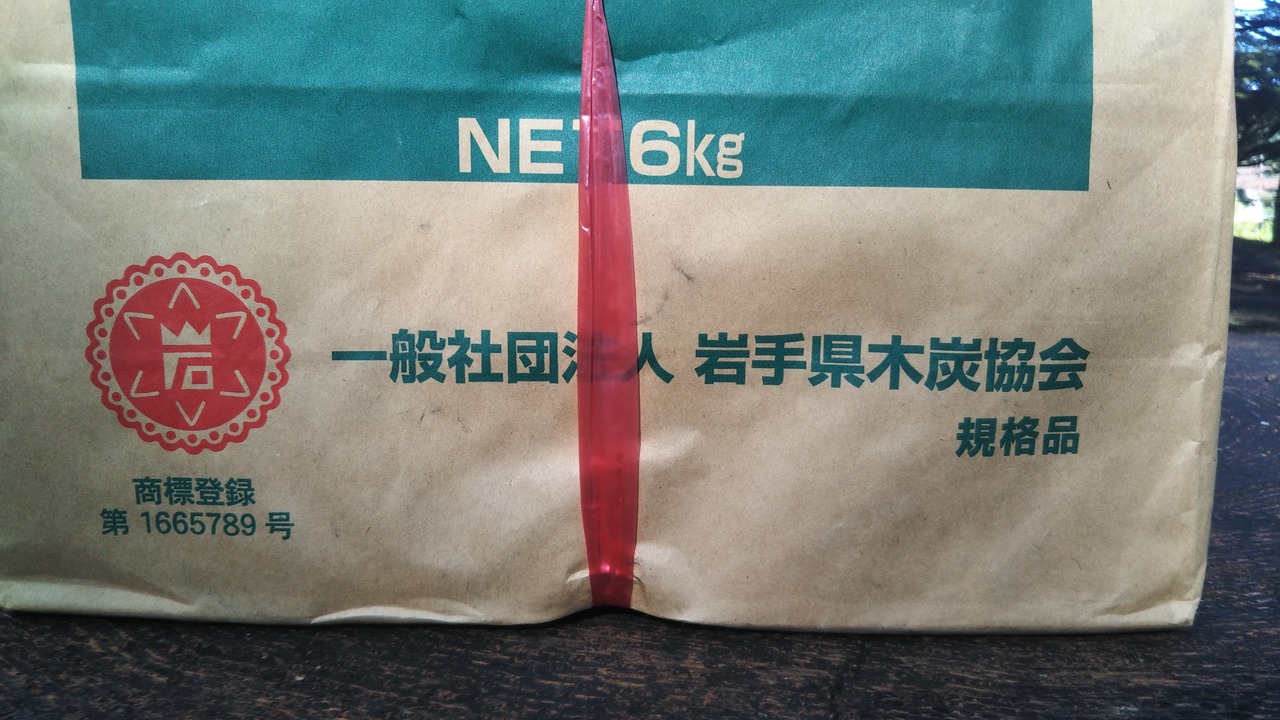 NET 6kg
一般社団法人 岩手県木炭協会
規格品
岩
商標登録
第 1665789 号